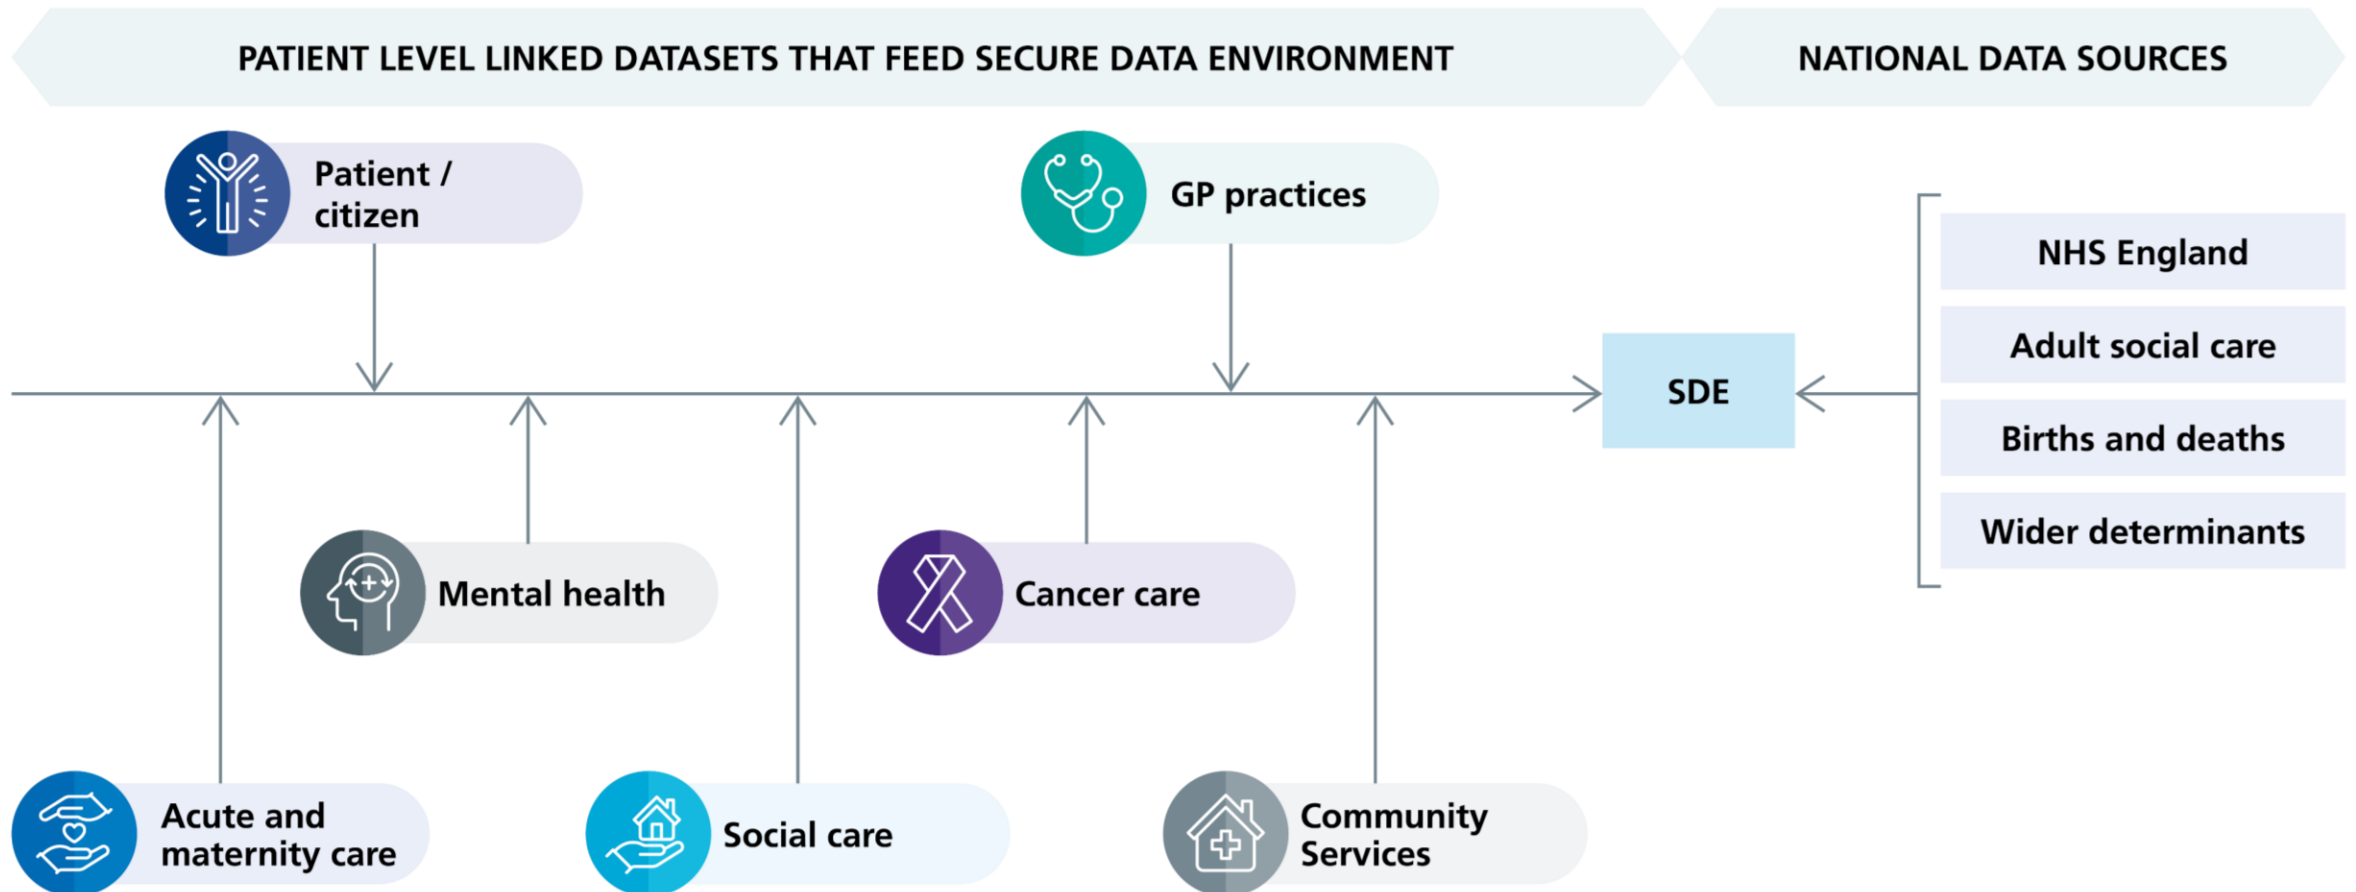 PATIENT LEVEL LINKED DATASETS THAT FEED SECURE DATA ENVIRONMENT
NATIONAL DATA SOURCES
Patient /
citizen
GP practices
NHS England
Adult social care
SDE
Births and deaths
Wider determinants
Mental health
Cancer care
Acute and
maternity care
Social care
Community
Services